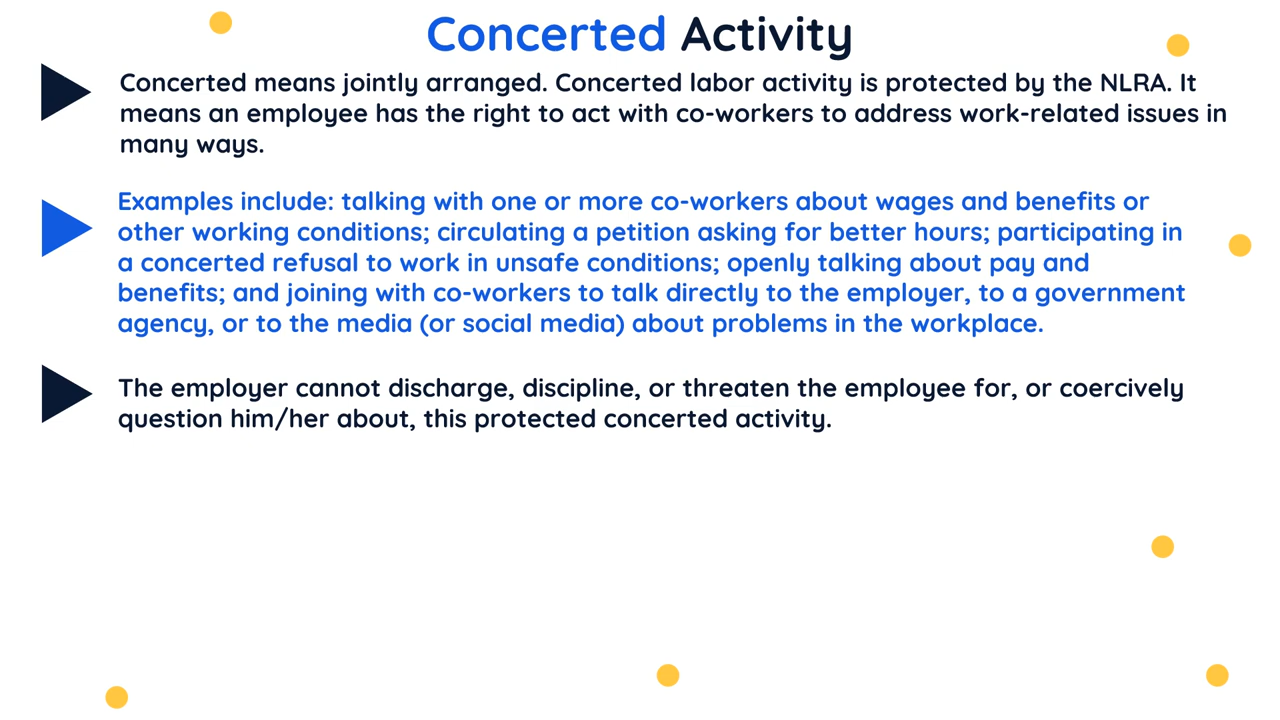 Concerted Activity
Concerted means jointly arranged. Concerted labor activity is protected by the NLRA. It
means an employee has the right to act with co-workers to address work-related issues in
many ways.
Examples include: talking with one or more co-workers about wages and benefits or
other working conditions; circulating a petition asking for better hours; participating in
a concerted refusal to work in unsafe conditions; openly talking about pay and
benefits; and joining with co-workers to talk directly to the employer, to a government
agency, or to the media (or social media) about problems in the workplace.
The employer cannot discharge, discipline, or threaten the employee for, or coercively
question him/her about, this protected concerted activity.